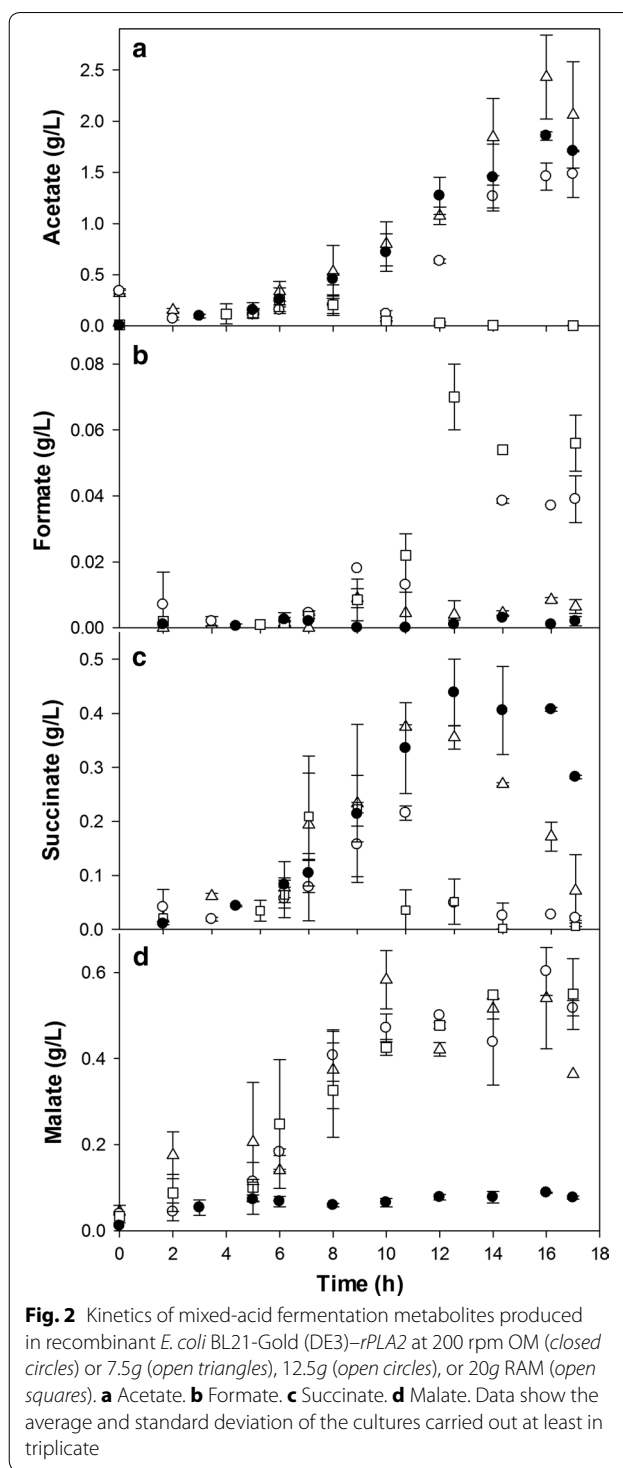 a
2.5
2.0
1.5
1.0
0.5
0.0
Acetate (g/L)
b
0.08
0.06
0.04
0.02
0.00
Formate (g/L)
c
0.5
0.4
0.3
0.2
0.1
0.0
Succinate (g/L)
d
0.6
0.4
0.2
0.0
Malate (g/L)
0 2 4 6 8 10 12 14 16 18
Time (h)
Fig. 2 Kinetics of mixed-acid fermentation metabolites produced
in recombinant E. coli BL21-Gold (DE3)–rPLA2 at 200 rpm OM (closed
circles) or 7.5g (open triangles), 12.5g (open circles), or 20g RAM (open
squares). a Acetate. b Formate. c Succinate. d Malate. Data show the
average and standard deviation of the cultures carried out at least in
triplicate